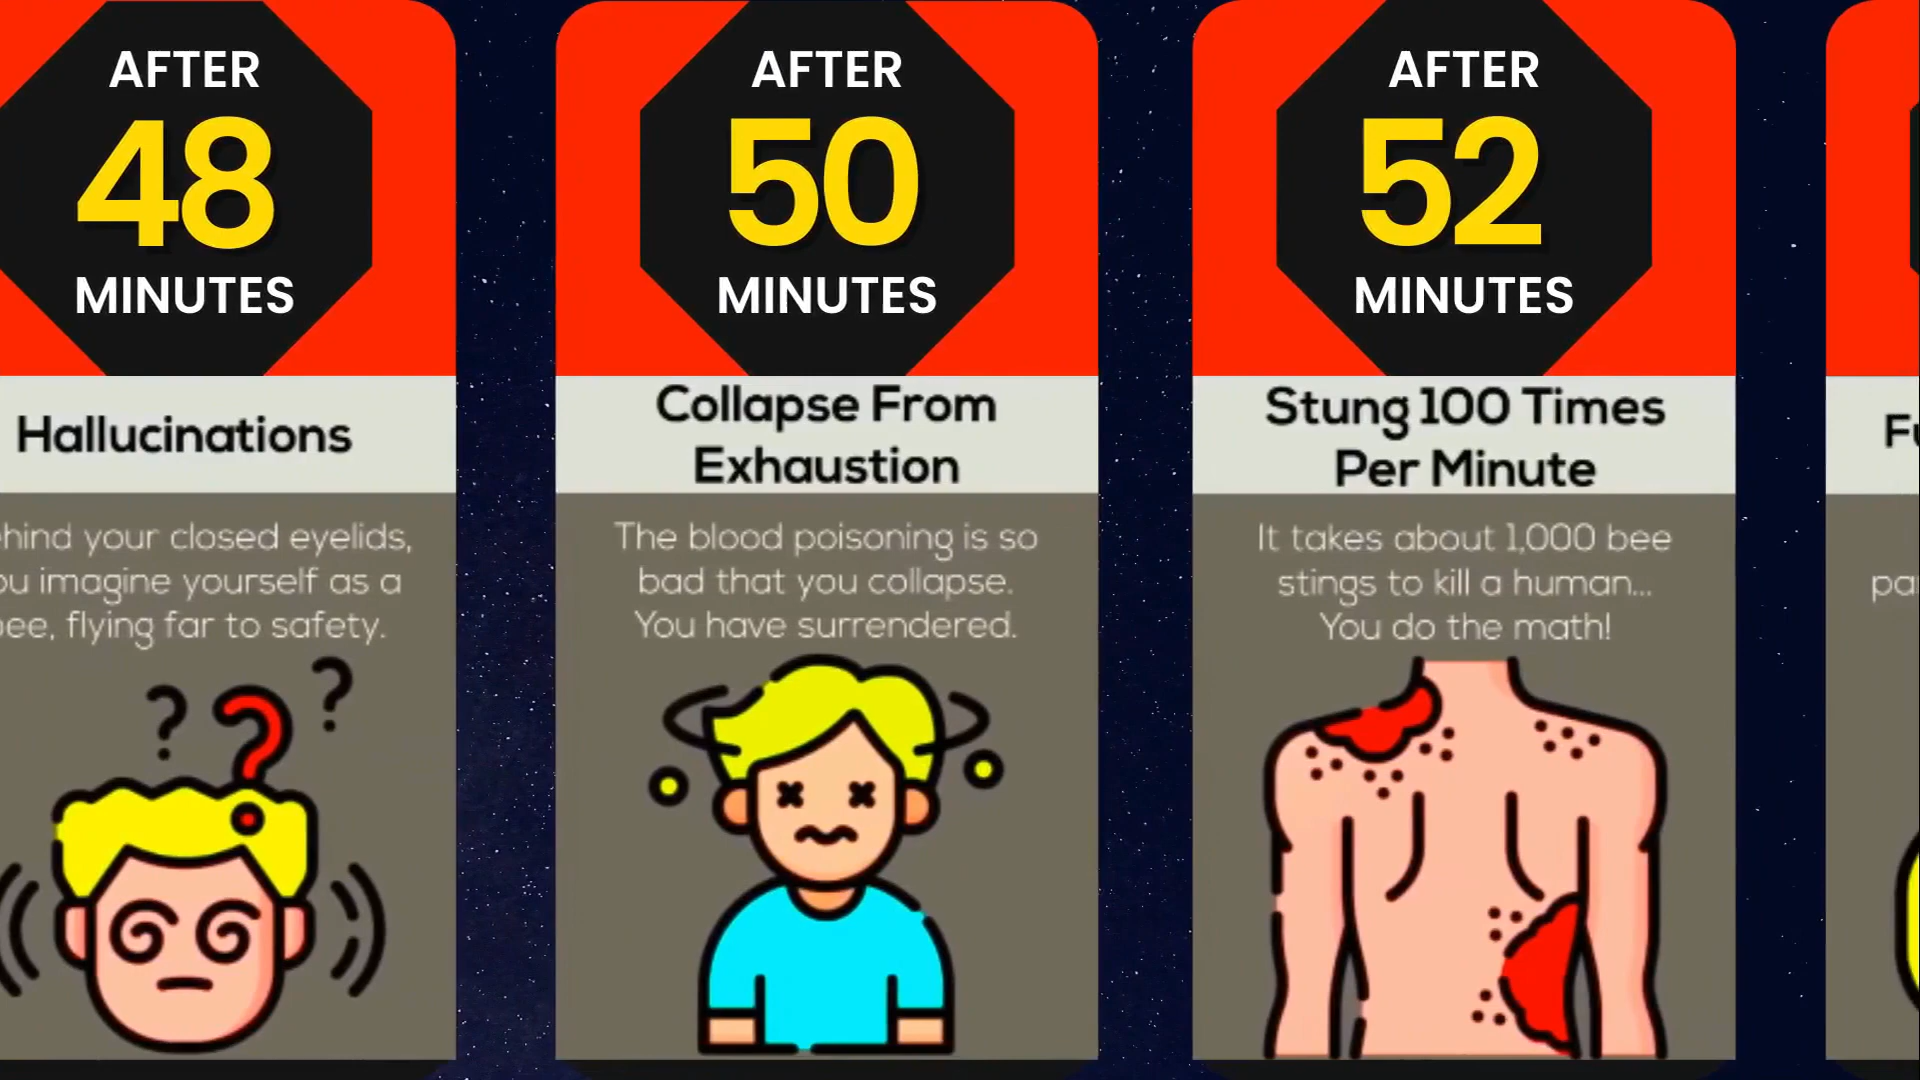 AFTER
48
MINUTES
Hallucinations
your closed eyelids,
imagine yourself as a
flying far to safety.
? ? ?
AFTER
50
MINUTES
Collapse From
Exhaustion
The blood poisoning is so
bad that you collapse.
You have surrendered.
AFTER
52
MINUTES
Stung 100 Times
Per Minute
It takes about 1,000 bee
stings to kill a human...
You do the math!